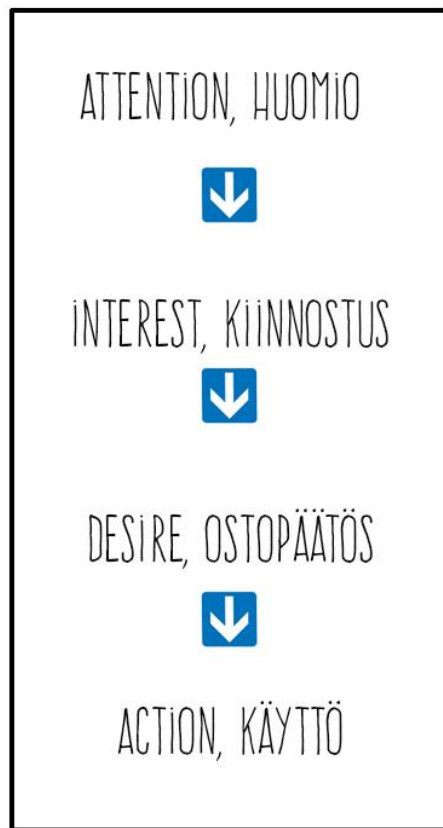 ATTENTION, HUOMIO
INTEREST, KIINNOSTUS
DESIRE, OSTOPÄÄTÖS
ACTION, KÄYTTÖ